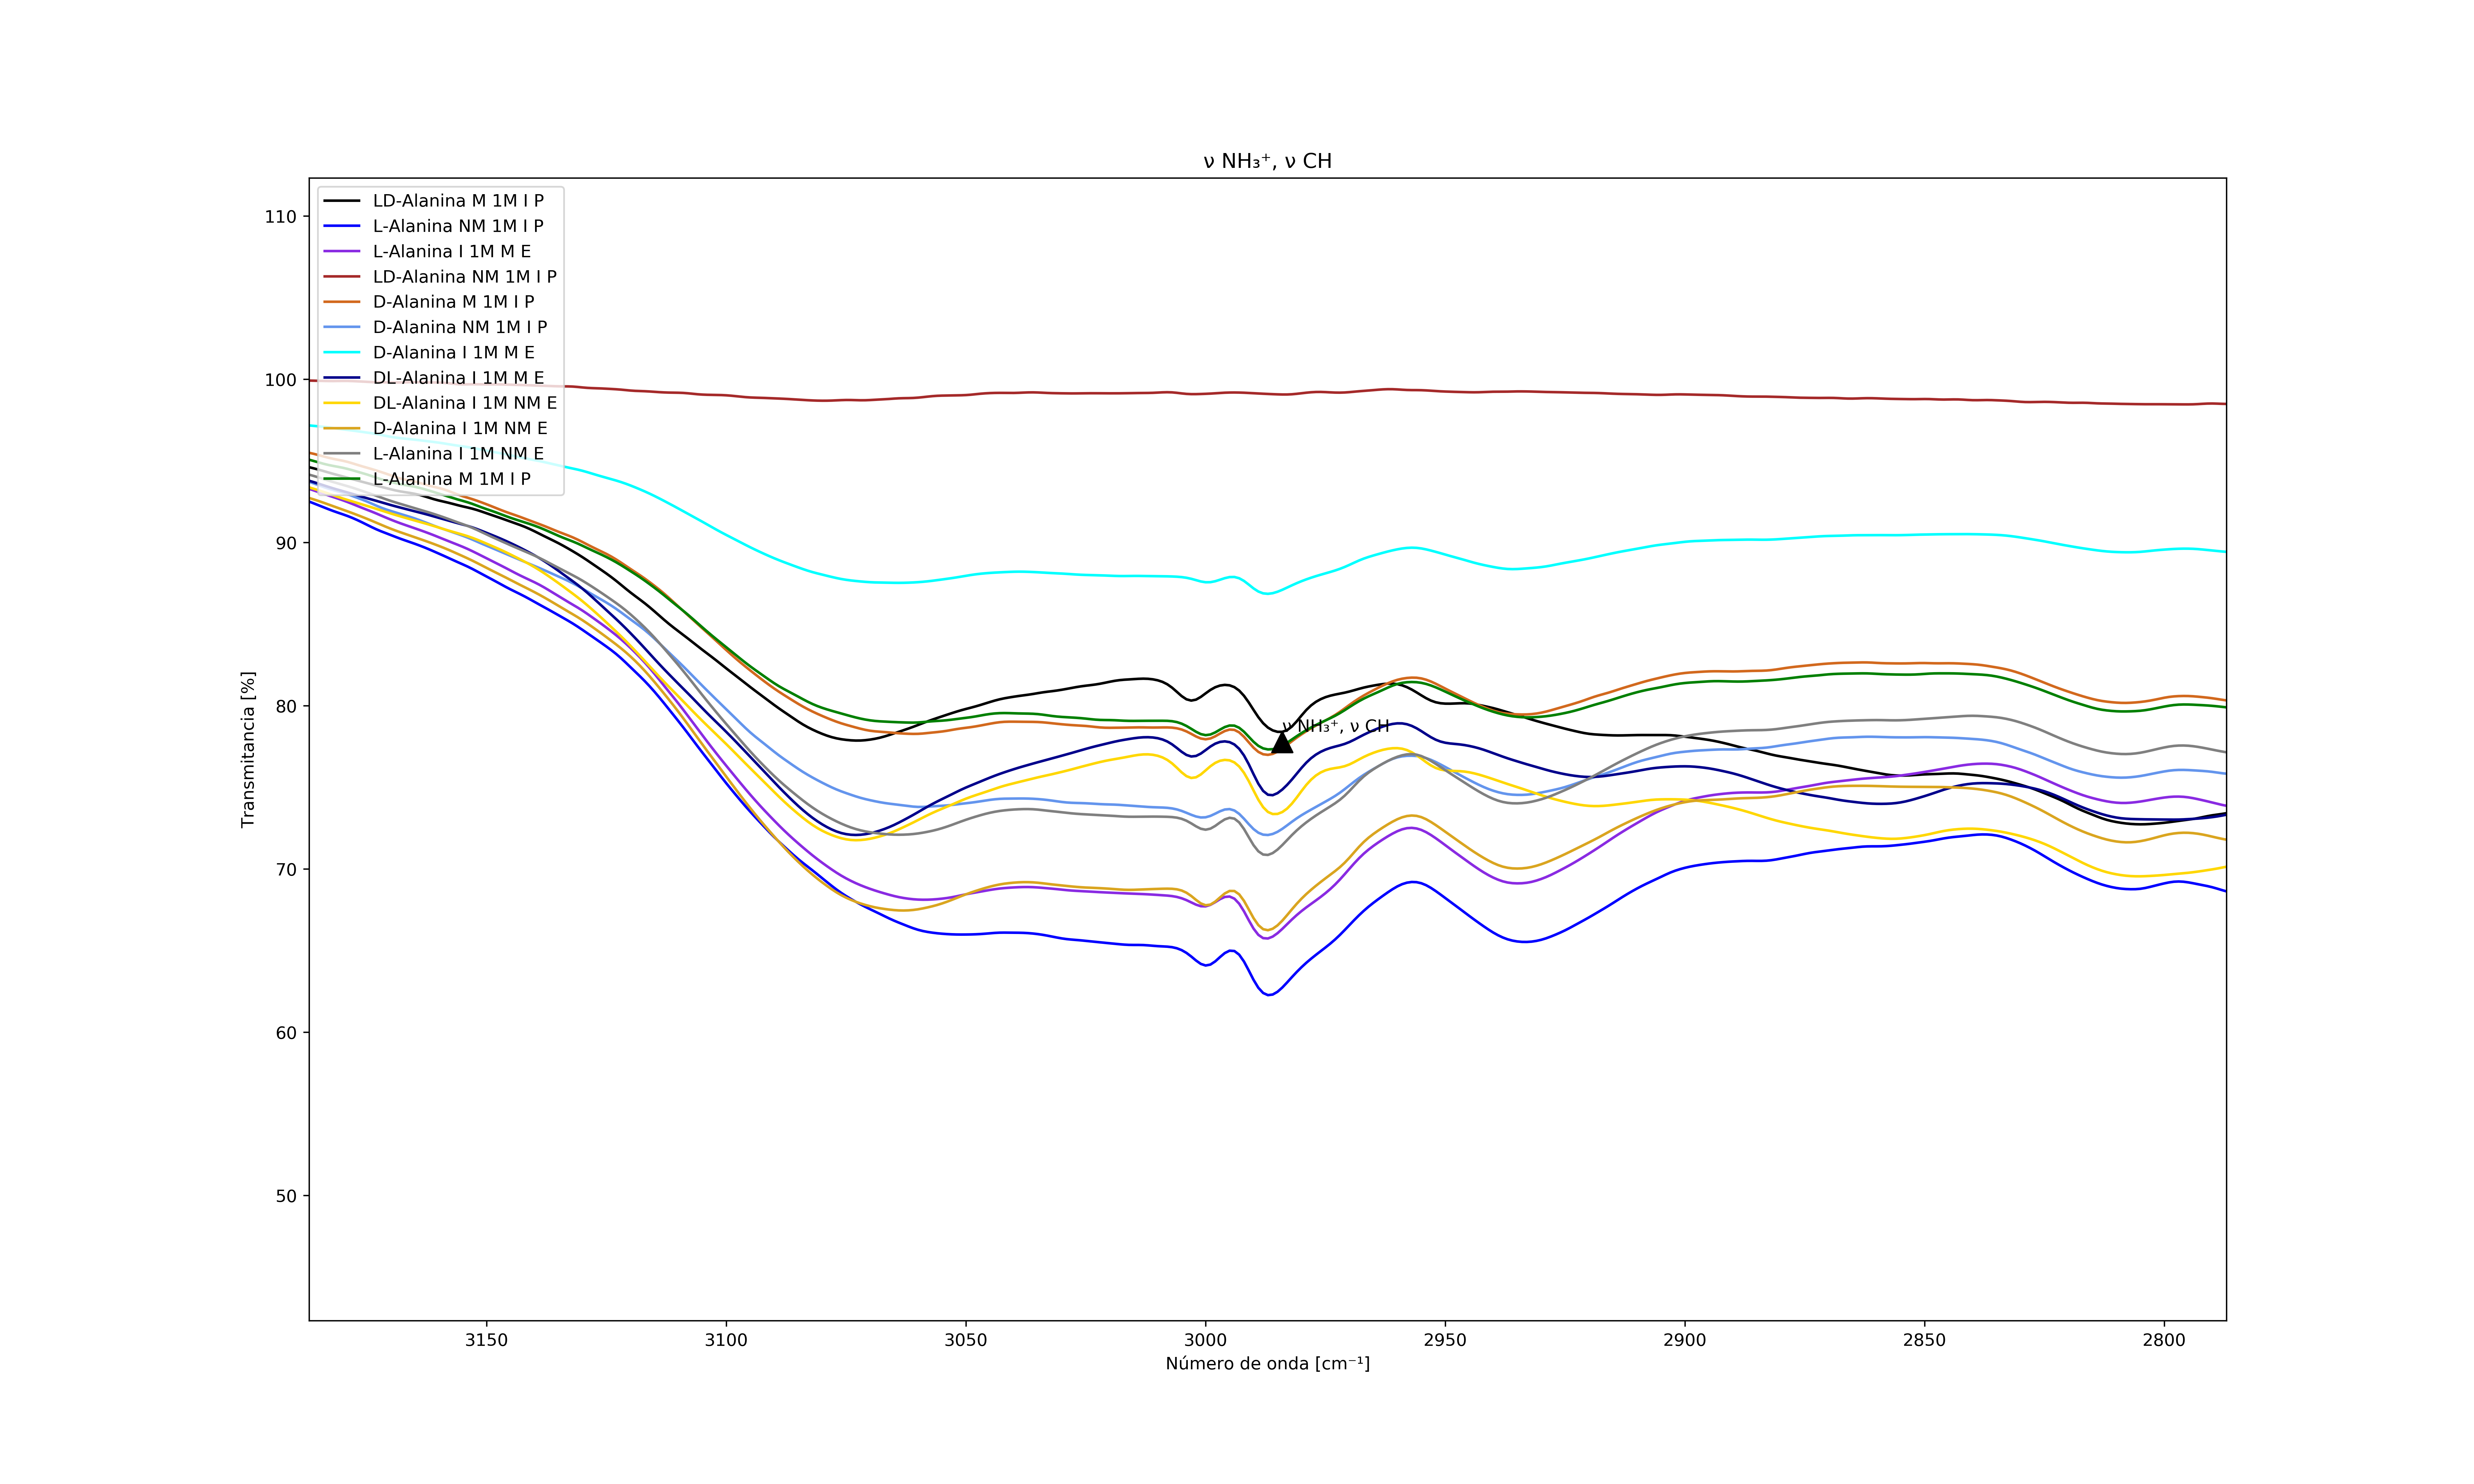 ν NH₃⁺, ν CH
LD-Alanina M 1M I P
L-Alanina NM 1M I P
L-Alanina I 1M M E
LD-Alanina NM 1M I P
D-Alanina M 1M I P
D-Alanina NM 1M I P
D-Alanina I 1M M E
DL-Alanina I 1M M E
DL-Alanina I 1M NM E
D-Alanina I 1M NM E
L-Alanina I 1M NM E
L-Alanina M 1M I P
110
100
90
80
70
60
50
Transmitancia [%]
ν NH₃⁺, ν CH
3150 3100 3050 3000 2950 2900 2850 2800
Número de onda [cm⁻¹]